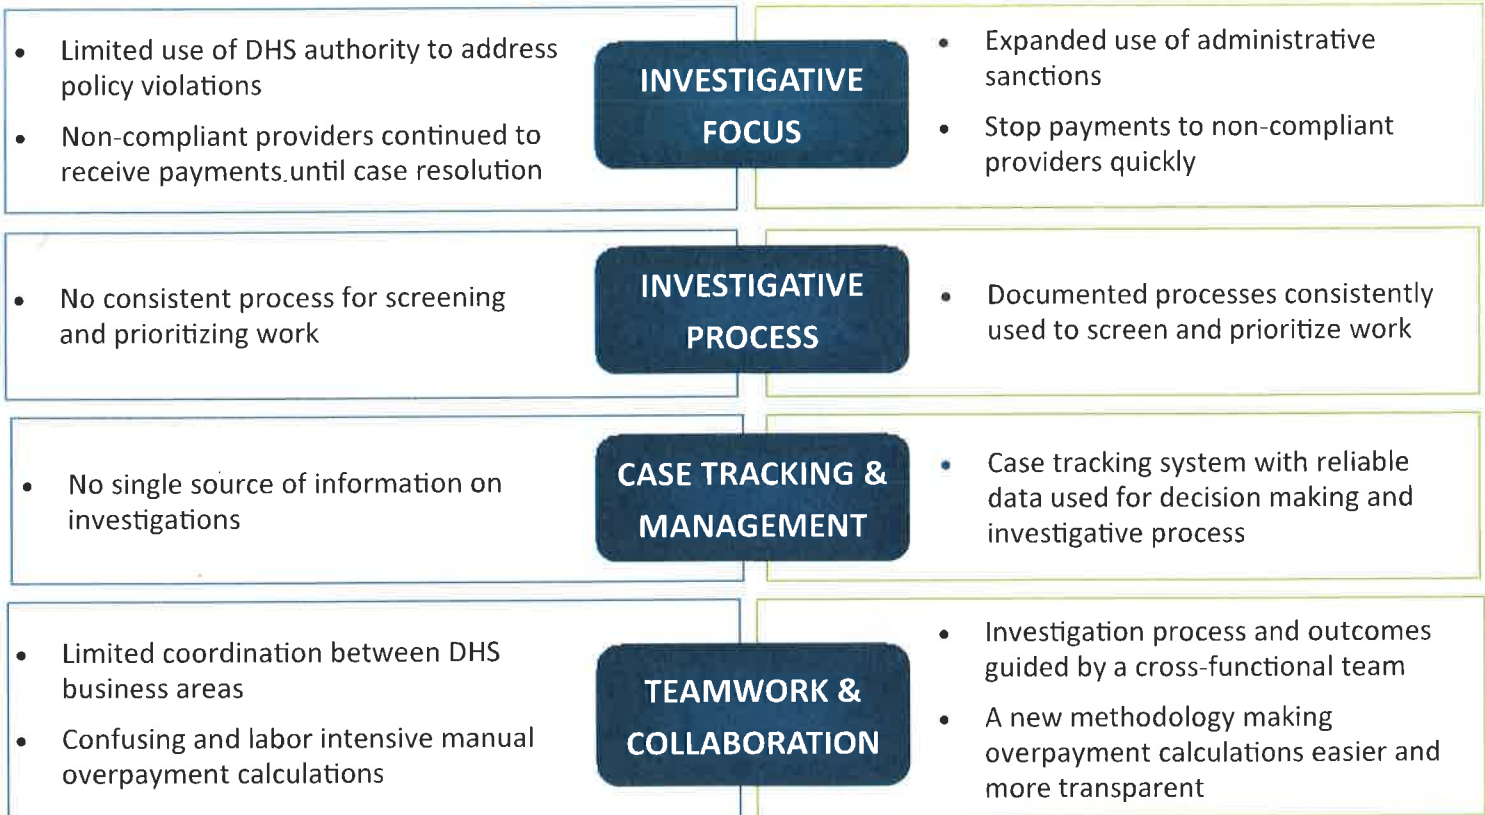 • Limited use of DHS authority to address
policy violations
• Non-compliant providers continued to
receive payments.until case resolution
INVESTIGATIVE
FOCUS
• Expanded use of administrative
sanctions
• Stop payments to non-compliant
providers quickly
• No consistent process for screening
and prioritizing work
INVESTIGATIVE
PROCESS
• Documented processes consistently
used to screen and prioritize work
• No single source of information on
investigations
CASE TRACKING &
MANAGEMENT
• Case tracking system with reliable
data used for decision making and
investigative process
• Limited coordination between DHS
business areas
• Confusing and labor intensive manual
overpayment calculations
TEAMWORK &
COLLABORATION
• Investigation process and outcomes
guided by a cross-functional team
• A new methodology making
overpayment calculations easier and
more transparent